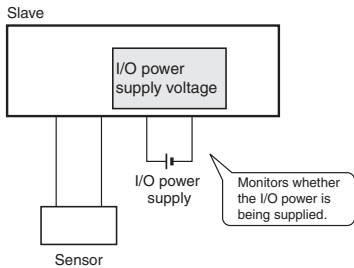 Slave
I/O power
supply voltage
I/O power
supply
Monitors whether
the I/O power is
being supplied.
Sensor